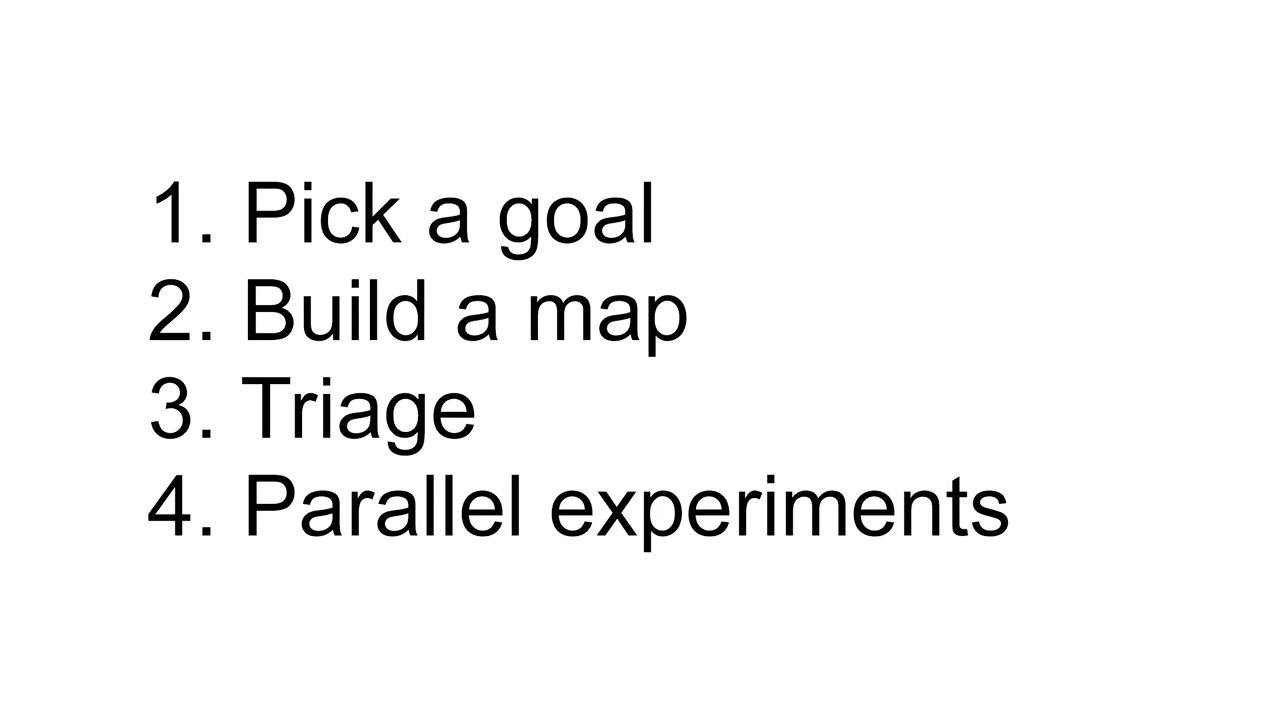 1. Pick a goal
2. Build a map
3. Triage
4. Parallel experiments